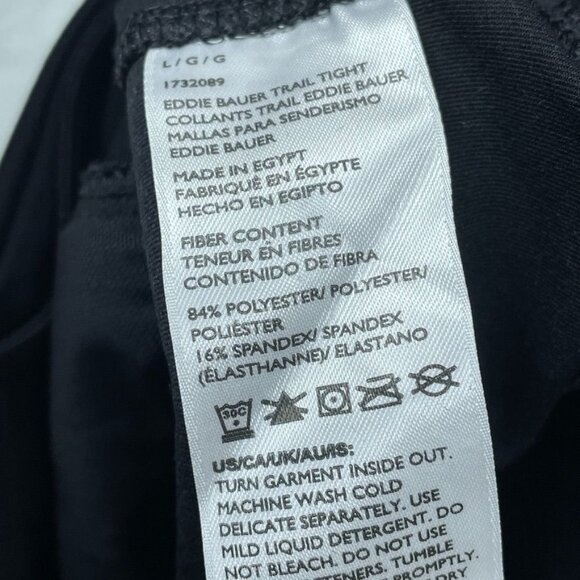 L / G / G
1732089
EDDIE BAUER TRAIL TIGHT
COLLANTS TRAIL EDDIE BAUER
MALLAS PARA SENDERISMO
EDDIE BAUER
MADE IN EGYPT
FABRIQUÉ EN ÉGYPTE
HECHO EN EGIPTO
FIBER CONTENT
TENEUR EN FIBRES
CONTENIDO DE FIBRA
84% POLYESTER/ POLYESTER/
POLIÉSTER
16% SPANDEX/ SPANDEX
(ÉLASTHANNE)/ ELASTANO
30C
US/CA/UK/AU/IS:
TURN GARMENT INSIDE OUT.
MACHINE WASH COLD
DELICATE SEPARATELY. USE
MILD LIQUID DETERGENT. DO
NOT BLEACH. DO NOT USE
TUMBLE
PROMPTLY.
DRY